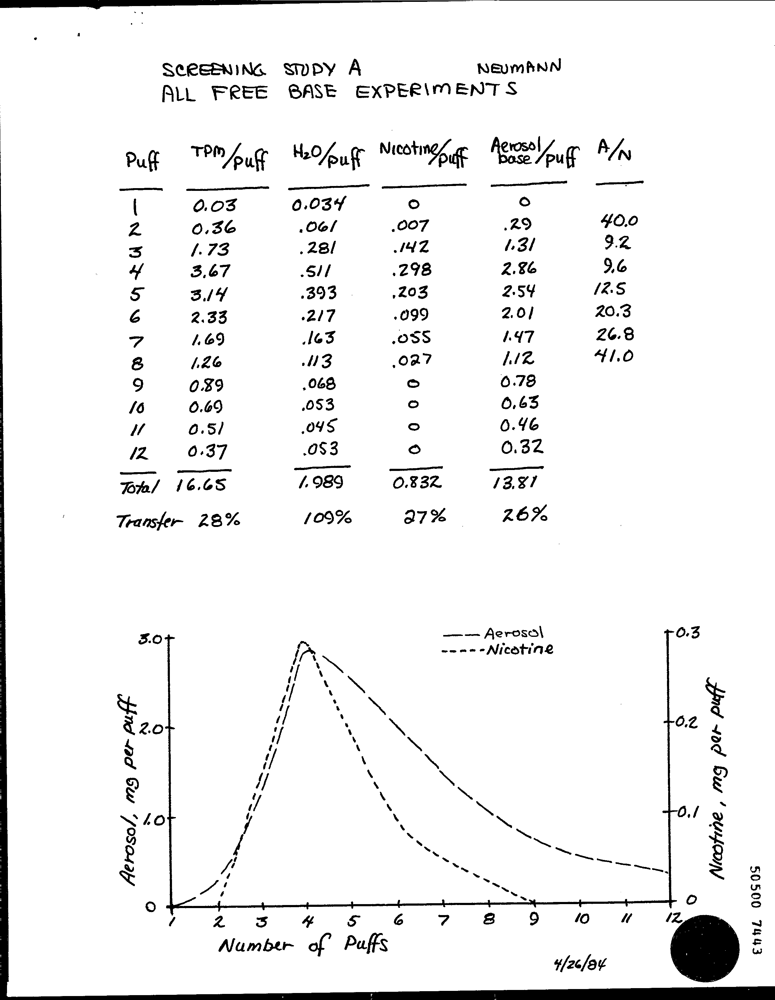 SCREENING STUDY A NEUMANN
ALL FREE BASE EXPERIMENTS
Puff TPM/puff H₂O/puff Nicotine/puff Aerosol base/puff A/N
1 0.03 0.034 0 0
2 0.36 .061 .007 .29 40.0
3 1.73 .281 .142 1.31 9.2
4 3.67 .511 .298 2.86 9.6
5 3.14 .393 .203 2.54 12.5
6 2.33 .217 .099 2.01 20.3
7 1.69 .163 .055 1.47 26.8
8 1.26 .113 .027 1.12 41.0
9 0.89 .068 0 0.78
10 0.69 .053 0 0.63
11 0.51 .045 0 0.46
12 0.37 .053 0 0.32
Total 16.65 1.989 0.832 13.81
Transfer 28% 109% 27% 26%
3.0 Aerosol 0.3
Nicotine
2.0 0.2
1.0 0.1
0 0
Aerosol, mg per puff
Nicotine, mg per puff
1 2 3 4 5 6 7 8 9 10 11 12
Number of Puffs
4/26/84
50500 7443